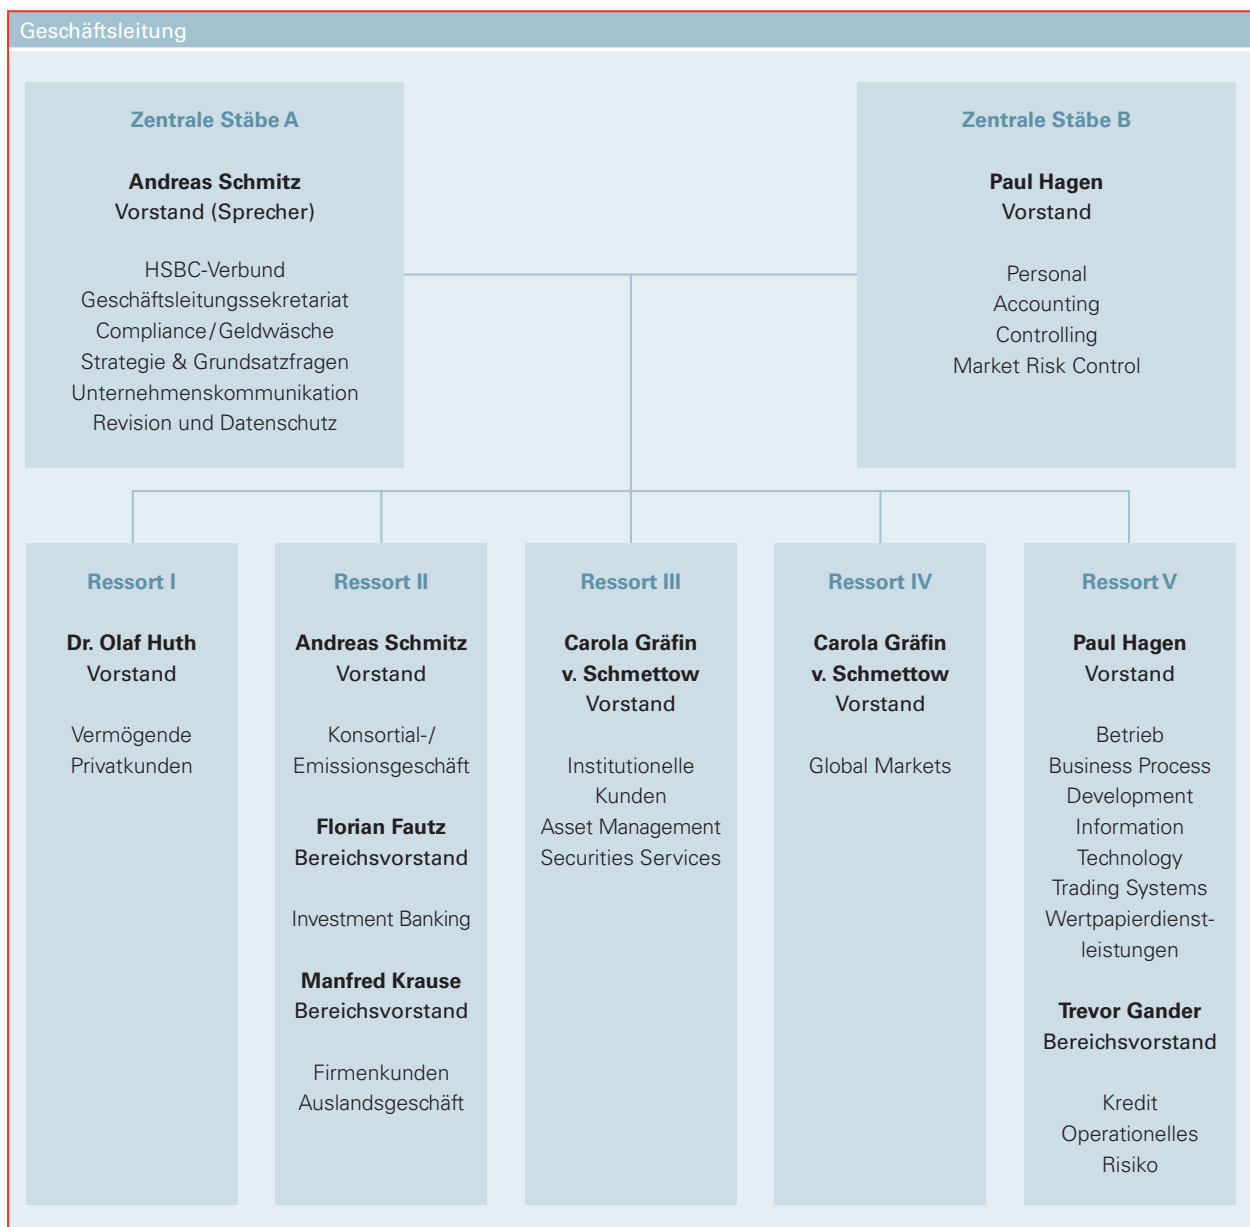 Geschäftsleitung
Zentrale Stäbe A
Andreas Schmitz
Vorstand (Sprecher)
HSBC-Verbund
Geschäftsleitungssekretariat
Compliance/Geldwäsche
Strategie & Grundsatzfragen
Unternehmenskommunikation
Revision und Datenschutz
Zentrale Stäbe B
Paul Hagen
Vorstand
Personal
Accounting
Controlling
Market Risk Control
Ressort I
Dr. Olaf Huth
Vorstand
Vermögende
Privatkunden
Ressort II
Andreas Schmitz
Vorstand
Konsortial-/
Emissionsgeschäft
Florian Fautz
Bereichsvorstand
Investment Banking
Manfred Krause
Bereichsvorstand
Firmenkunden
Auslandsgeschäft
Ressort III
Carola Gräfin
v. Schmettow
Vorstand
Institutionelle
Kunden
Asset Management
Securities Services
Ressort IV
Carola Gräfin
v. Schmettow
Vorstand
Global Markets
Ressort V
Paul Hagen
Vorstand
Betrieb
Business Process
Development
Information
Technology
Trading Systems
Wertpapierdienst-
leistungen
Trevor Gander
Bereichsvorstand
Kredit
Operationelles
Risiko